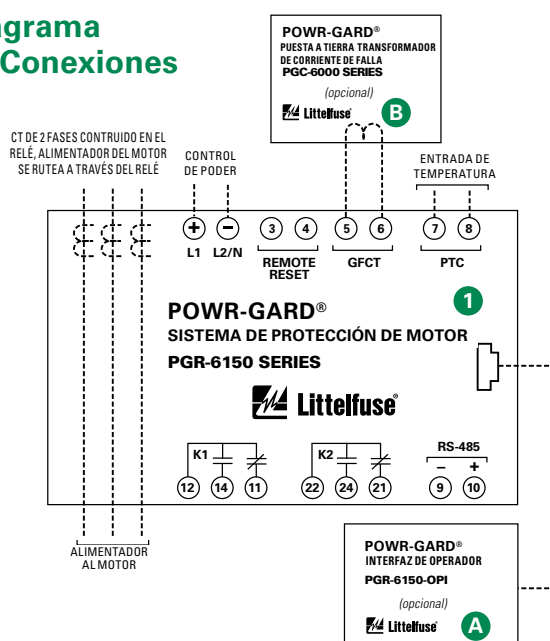 agrama
Conexiones
POWR-GARD®
PUESTA A TIERRA TRANSFORMADOR
DE CORRIENTE DE FALLA
PGC-6000 SERIES
(opcional)
Littelfuse
B
CT DE 2 FASES CONTRUIDO EN EL
RELÉ, ALIMENTADOR DEL MOTOR
SE RUTEA A TRAVÉS DEL RELÉ
CONTROL
DE PODER
ENTRADA DE
TEMPERATURA
+ − 3 4 5 6 7 8
L1 L2/N
REMOTE
RESET
GFCT
PTC
1
POWR-GARD®
SISTEMA DE PROTECCIÓN DE MOTOR
PGR-6150 SERIES
Littelfuse®
K1
K2
RS-485
− +
12 14 11 22 24 21 9 10
ALIMENTADOR
AL MOTOR
POWR-GARD®
INTERFAZ DE OPERADOR
PGR-6150-OPI
(opcional)
Littelfuse®
A